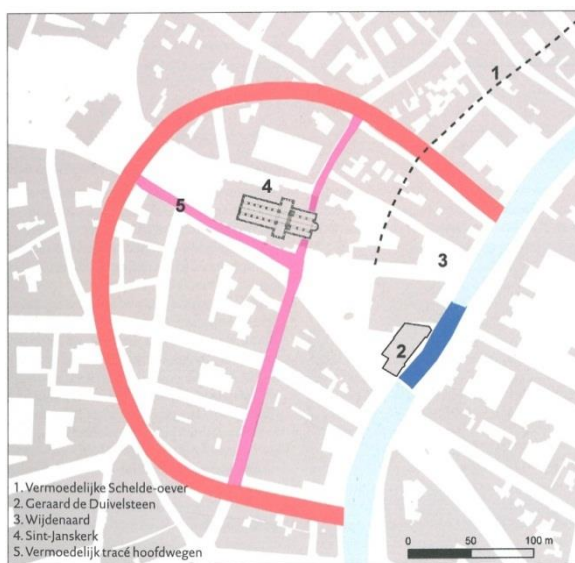 1
4
5
3
2
1. Vermoedelijke Schelde-oever
2. Geraard de Duivelsteen
3. Wijdenaard
4. Sint-Janskerk
5. Vermoedelijk tracé hoofdwegen
0 50 100 m